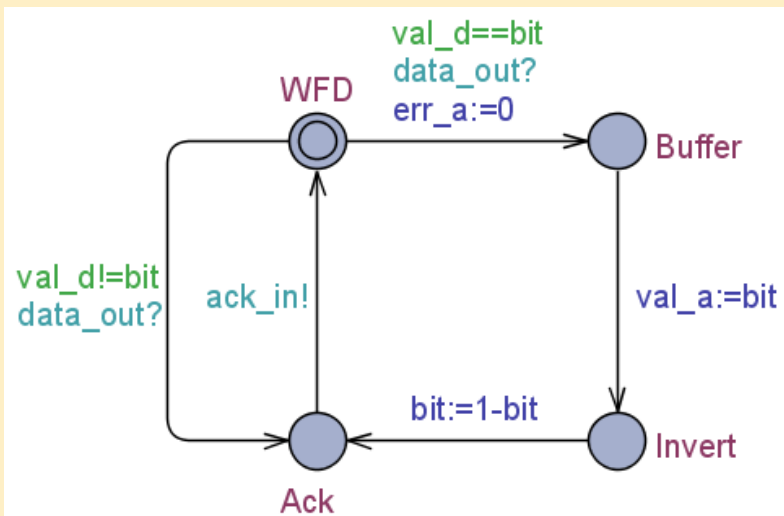 val_d==bit
data_out?
err_a:=0
WFD
Buffer
val_d!=bit
data_out?
ack_in!
val_a:=bit
bit:=1-bit
Invert
Ack